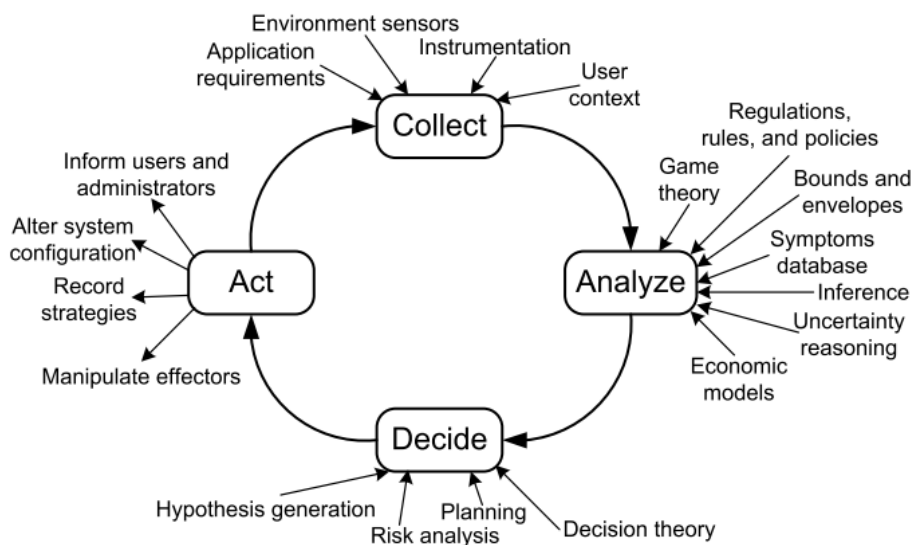 Environment sensors
Application
requirements
Instrumentation
User
context
Collect
Regulations,
rules, and policies
Game
theory
Bounds and
envelopes
Symptoms
database
Inference
Uncertainty
reasoning
Economic
models
Analyze
Inform users and
administrators
Alter system
configuration
Record
strategies
Manipulate effectors
Act
Decide
Hypothesis generation
Risk analysis
Planning
Decision theory